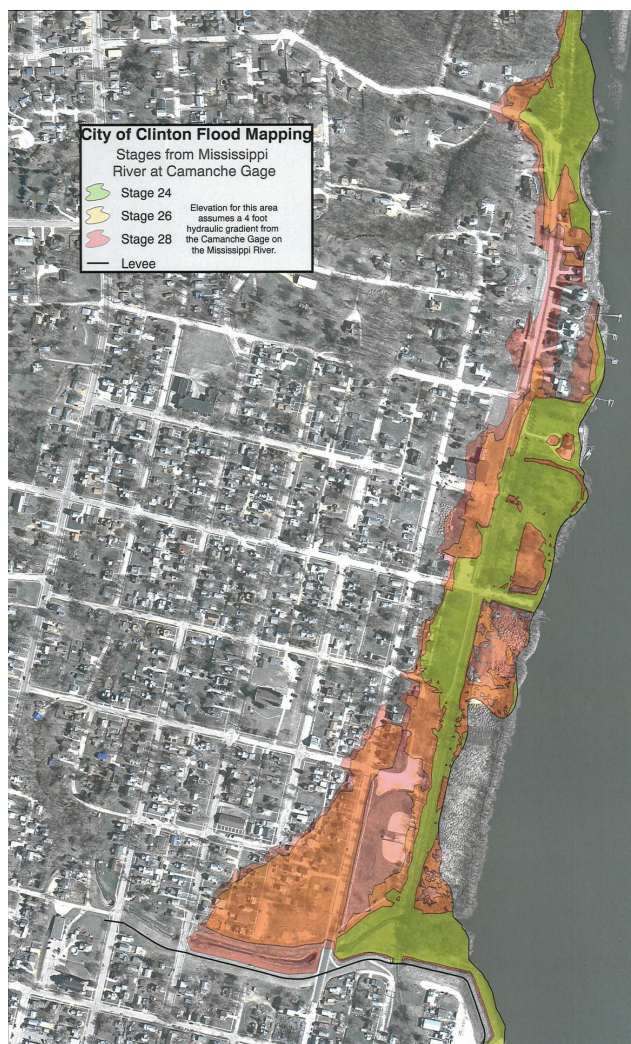 City of Clinton Flood Mapping
Stages from Mississippi
River at Camanche Gage
Stage 24
Stage 26
Stage 28
Levee
Elevation for this area
assumes a 4 foot
hydraulic gradient from
the Camanche Gage on
the Mississippi River.